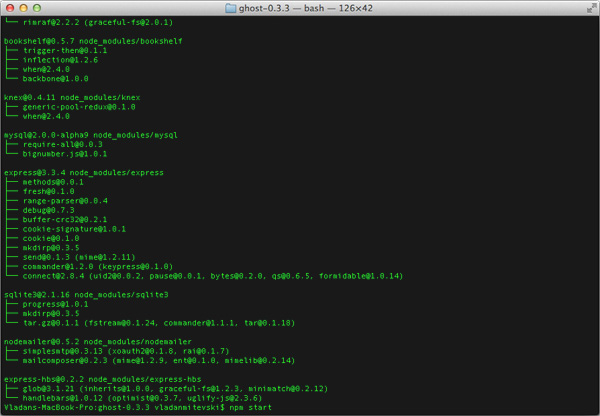 ghost-0.3.3 — bash — 126×42
└── rimraf@2.2.2 (graceful-fs@2.0.1)
bookshelf@0.5.7 node_modules/bookshelf
├── trigger-then@0.1.1
├── inflection@1.2.6
├── when@2.4.0
└── backbone@1.0.0
knex@0.4.11 node_modules/knex
├── generic-pool-redux@0.1.0
└── when@2.4.0
mysql@2.0.0-alpha9 node_modules/mysql
├── require-all@0.0.3
└── bignumber.js@1.0.1
express@3.3.4 node_modules/express
├── methods@0.0.1
├── fresh@0.1.0
├── range-parser@0.0.4
├── debug@0.7.3
├── buffer-crc32@0.2.1
├── cookie-signature@1.0.1
├── cookie@0.1.0
├── mkdirp@0.3.5
├── send@0.1.3 (mime@1.2.11)
├── commander@1.2.0 (keypress@0.1.0)
└── connect@2.8.4 (uid2@0.0.2, pause@0.0.1, bytes@0.2.0, qs@0.6.5, formidable@1.0.14)
sqlite3@2.1.16 node_modules/sqlite3
├── progress@1.0.1
├── mkdirp@0.3.5
└── tar.gz@0.1.1 (fstream@0.1.24, commander@1.1.1, tar@0.1.18)
nodemailer@0.5.2 node_modules/nodemailer
├── simplesmtp@0.3.13 (xoauth2@0.1.8, rai@0.1.7)
└── mailcomposer@0.2.3 (mime@1.2.9, ent@0.1.0, mimelib@0.2.14)
express-hbs@0.2.2 node_modules/express-hbs
├── glob@3.1.21 (inherits@1.0.0, graceful-fs@1.2.3, minimatch@0.2.12)
└── handlebars@1.0.12 (optimist@0.3.7, uglify-js@2.3.6)
Vladans-MacBook-Pro:ghost-0.3.3 vladanmitevski$ npm start